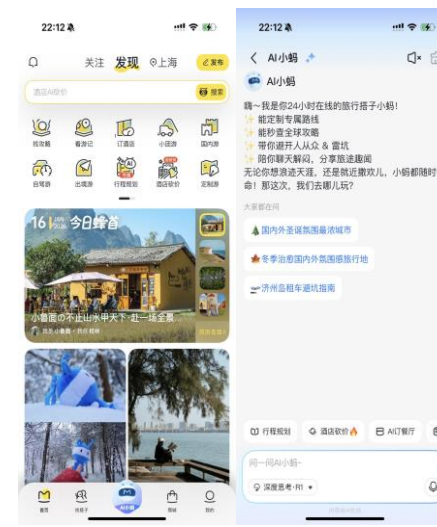 22:12
关注 发现 上海 发布
酒店AI砍价 搜索
找攻略 看游记 订酒店 小团游 国内游
自驾游 出境游 行程规划 酒店砍价 定制游
16 今日蜂首
小鲁面の不止山水甲天下·赴一场全景...
首页 找搭子 AI小蚂 商城 我的
22:12
AI小蚂
AI小蚂
嗨~我是你24小时在线的旅行搭子小蚂!
能定制专属路线
能秒查全球攻略
带你避开人从众 & 雷坑
陪你聊天解闷,分享旅途趣闻
无论你想浪迹天涯,还是就近撒欢儿,小蚂都随时
命!那这次,我们去哪儿玩?
大家都在问
国内外圣诞氛围最浓城市
冬季治愈国内外氛围感旅行地
济州岛租车避坑指南
行程规划 酒店砍价 AI订餐厅
问一问AI小蚂~
深度思考·R1